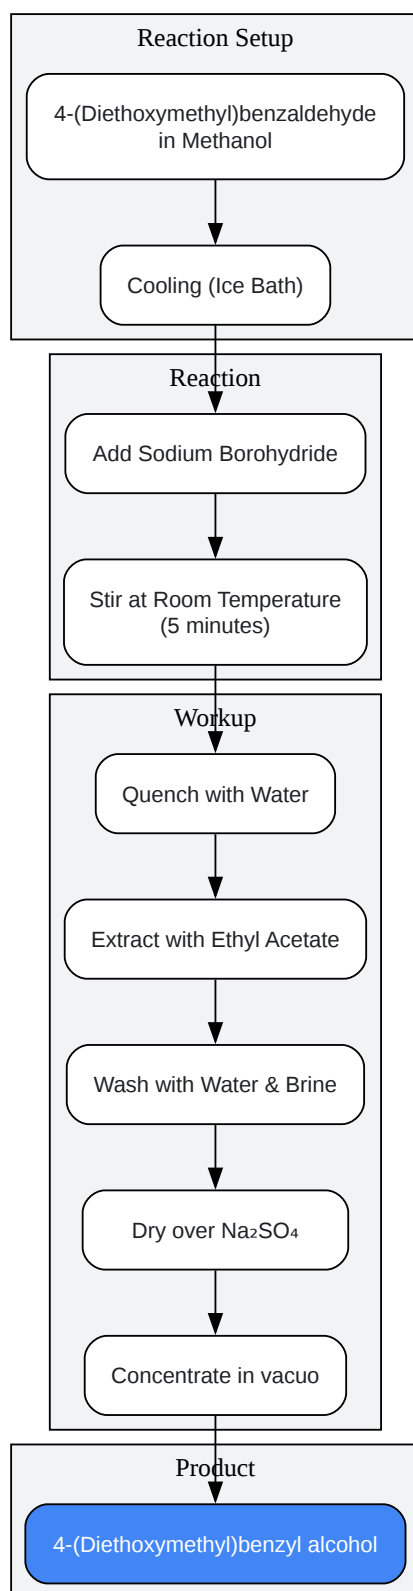 Reaction Setup
4-(Diethoxymethyl)benzaldehyde
in Methanol
Cooling (Ice Bath)
Reaction
Add Sodium Borohydride
Stir at Room Temperature
(5 minutes)
Workup
Quench with Water
Extract with Ethyl Acetate
Wash with Water & Brine
Dry over Na₂SO₄
Concentrate in vacuo
Product
4-(Diethoxymethyl)benzyl alcohol